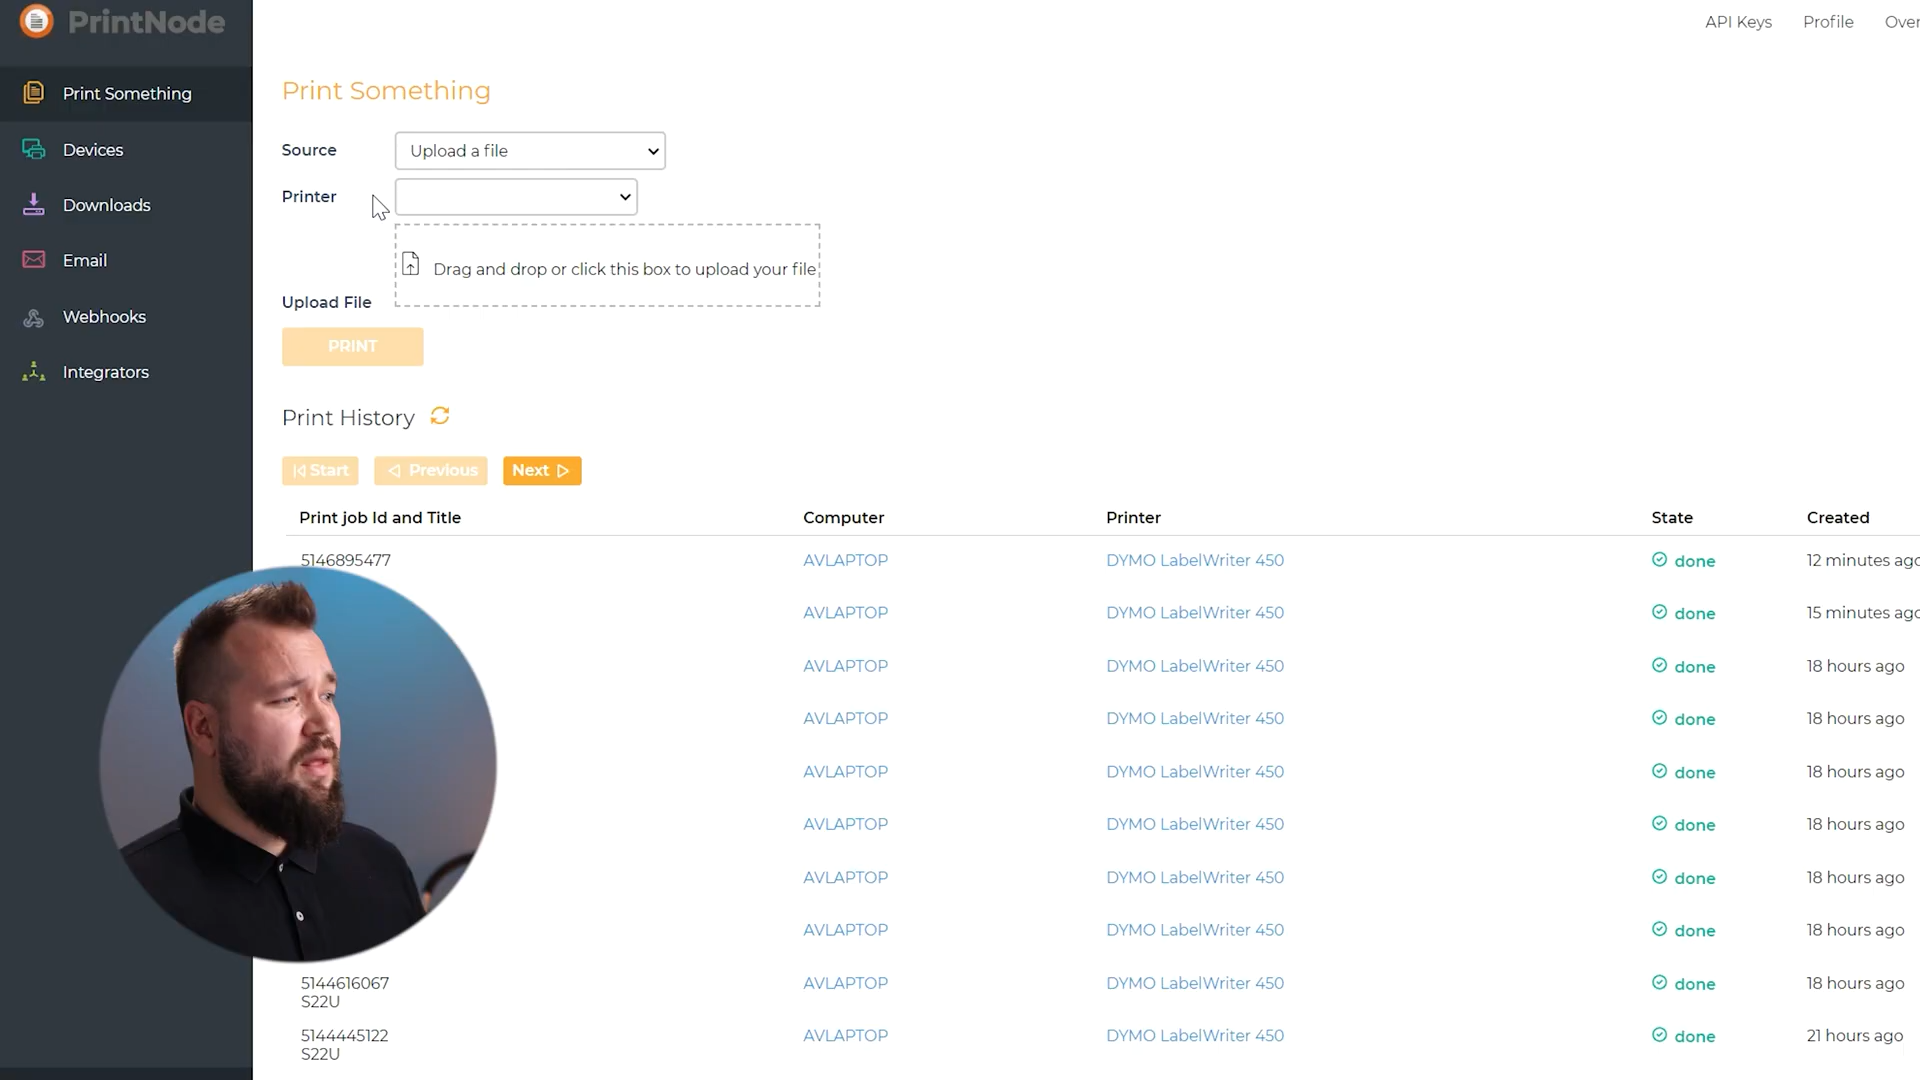 PrintNode
API Keys Profile Over
Print Something
Devices
Downloads
Email
Webhooks
Integrators
Print Something
Source Upload a file
Printer
Drag and drop or click this box to upload your file
Upload File
PRINT
Print History
Start Previous Next
Print job Id and Title Computer Printer State Created
5146895477 AVLAPTOP DYMO LabelWriter 450 done 12 minutes ago
AVLAPTOP DYMO LabelWriter 450 done 15 minutes ago
AVLAPTOP DYMO LabelWriter 450 done 18 hours ago
AVLAPTOP DYMO LabelWriter 450 done 18 hours ago
AVLAPTOP DYMO LabelWriter 450 done 18 hours ago
AVLAPTOP DYMO LabelWriter 450 done 18 hours ago
AVLAPTOP DYMO LabelWriter 450 done 18 hours ago
AVLAPTOP DYMO LabelWriter 450 done 18 hours ago
5144616067 AVLAPTOP DYMO LabelWriter 450 done 18 hours ago
S22U
5144445122 AVLAPTOP DYMO LabelWriter 450 done 21 hours ago
S22U